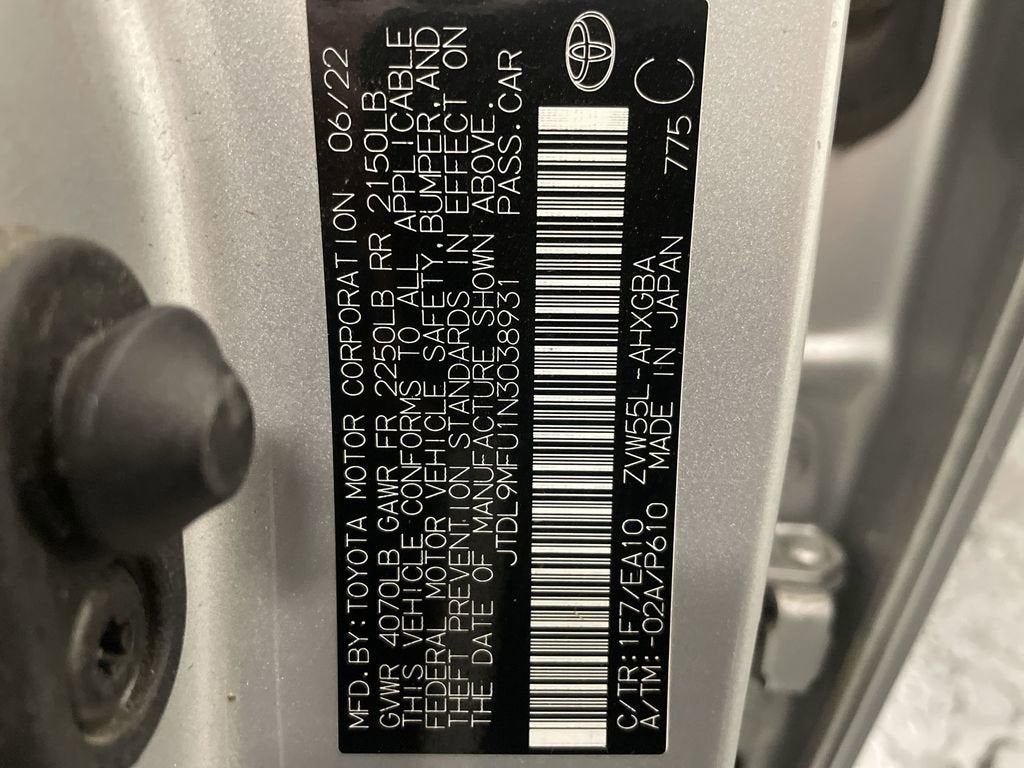 MFD.BY:TOYOTA MOTOR CORPORATION 06/22
GVWR 4070LB GAWR FR 2250LB RR 2150LB
THIS VEHICLE CONFORMS TO ALL APPLICABLE
FEDERAL MOTOR VEHICLE SAFETY, BUMPER, AND
THEFT PREVENTION STANDARDS IN EFFECT ON
THE DATE OF MANUFACTURE SHOWN ABOVE.
JTDL9MFU1N3038931 PASS.CAR
C/TR:1F7/EA10 ZVW55L-AHXGBA
A/TM:-02A/P610 MADE IN JAPAN 775 C